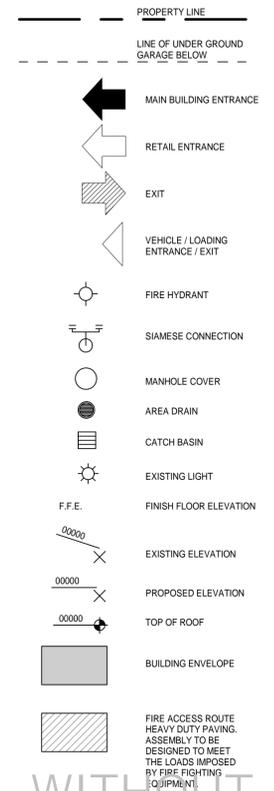 PROPERTY LINE
LINE OF UNDER GROUND
GARAGE BELOW
MAIN BUILDING ENTRANCE
RETAIL ENTRANCE
EXIT
VEHICLE / LOADING
ENTRANCE / EXIT
FIRE HYDRANT
SIAMESE CONNECTION
MANHOLE COVER
AREA DRAIN
CATCH BASIN
EXISTING LIGHT
F.F.E. FINISH FLOOR ELEVATION
00000
EXISTING ELEVATION
00000
PROPOSED ELEVATION
00000 TOP OF ROOF
BUILDING ENVELOPE
FIRE ACCESS ROUTE
HEAVY DUTY PAVING.
ASSEMBLY TO BE
DESIGNED TO MEET
THE LOADS IMPOSED
BY FIRE FIGHTING
EQUIPMENT.
WITHOUT